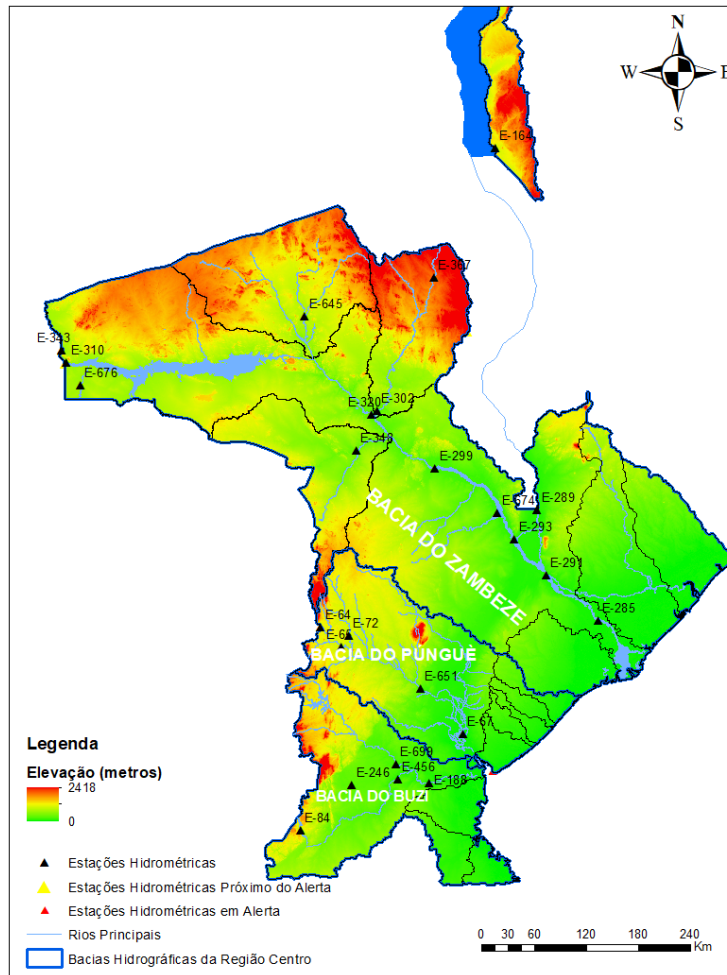 N
W
E
S
E-164
E-367
E-645
E-343
E-310
E-676
E-320
E-302
E-348
E-299
E-674
E-289
E-293
E-291
E-285
BACIA DO ZAMBEZE
E-64
E-72
E-65
BACIA DO PUNGUÉ
E-651
E-67
E-699
E-456
E-246
E-188
BACIA DO BUZI
E-84
Legenda
Elevação (metros)
2418
0
Estações Hidrométricas
Estações Hidrométricas Próximo do Alerta
Estações Hidrométricas em Alerta
Rios Principais
Bacias Hidrográficas da Região Centro
0 30 60 120 180 240
Km